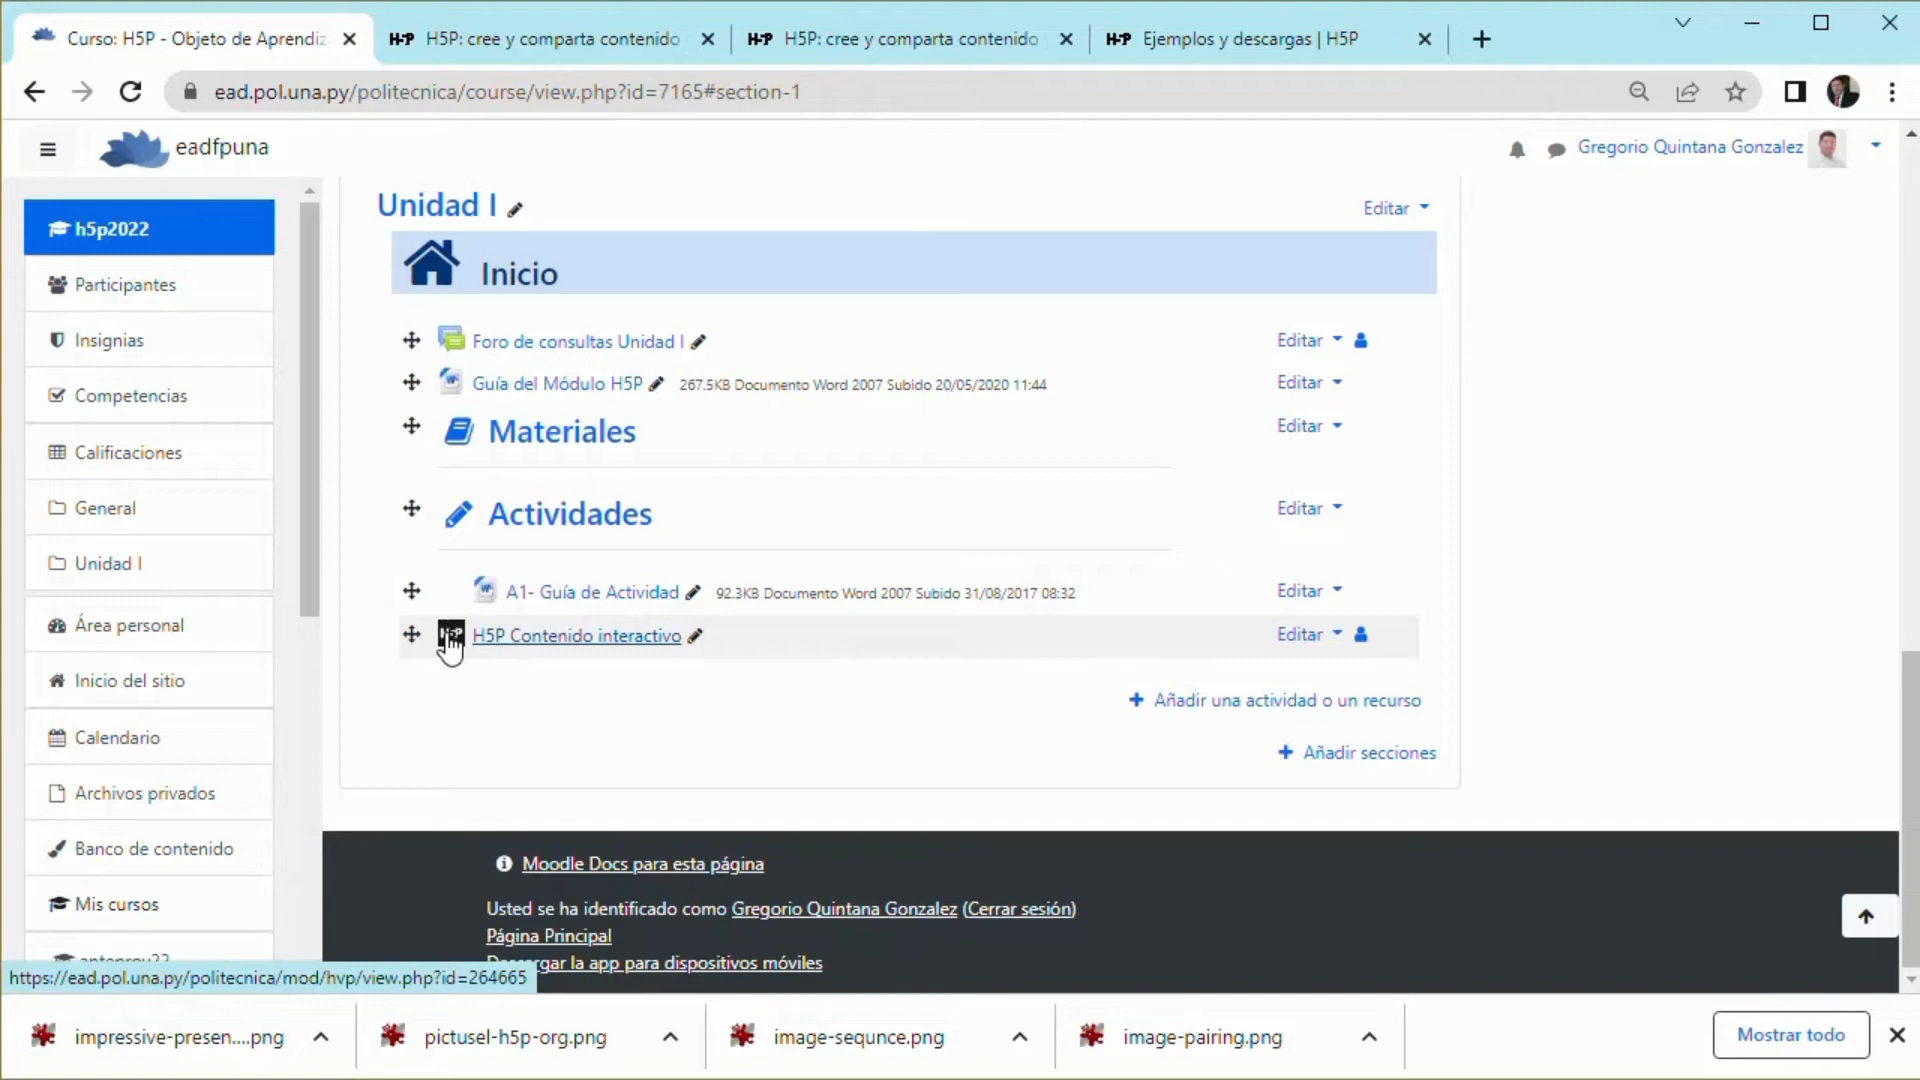 Curso: H5P - Objeto de Aprendiz
H5P: cree y comparta contenido
H5P: cree y comparta contenido
Ejemplos y descargas | H5P
ead.pol.una.py/politecnica/course/view.php?id=7165#section-1
eadfpuna
Gregorio Quintana Gonzalez
h5p2022
Participantes
Insignias
Competencias
Calificaciones
General
Unidad I
Área personal
Inicio del sitio
Calendario
Archivos privados
Banco de contenido
Mis cursos
Unidad I
Editar
Inicio
Foro de consultas Unidad I
Editar
Guía del Módulo H5P 267.5KB Documento Word 2007 Subido 20/05/2020 11:44
Editar
Materiales
Editar
Actividades
Editar
A1- Guía de Actividad 92.3KB Documento Word 2007 Subido 31/08/2017 08:32
Editar
H5P Contenido interactivo
Editar
Añadir una actividad o un recurso
Añadir secciones
Moodle Docs para esta página
Usted se ha identificado como Gregorio Quintana Gonzalez (Cerrar sesión)
Página Principal
gar la app para dispositivos móviles
https://ead.pol.una.py/politecnica/mod/hvp/view.php?id=264665
impressive-presen....png
pictusel-h5p-org.png
image-sequnce.png
image-pairing.png
Mostrar todo